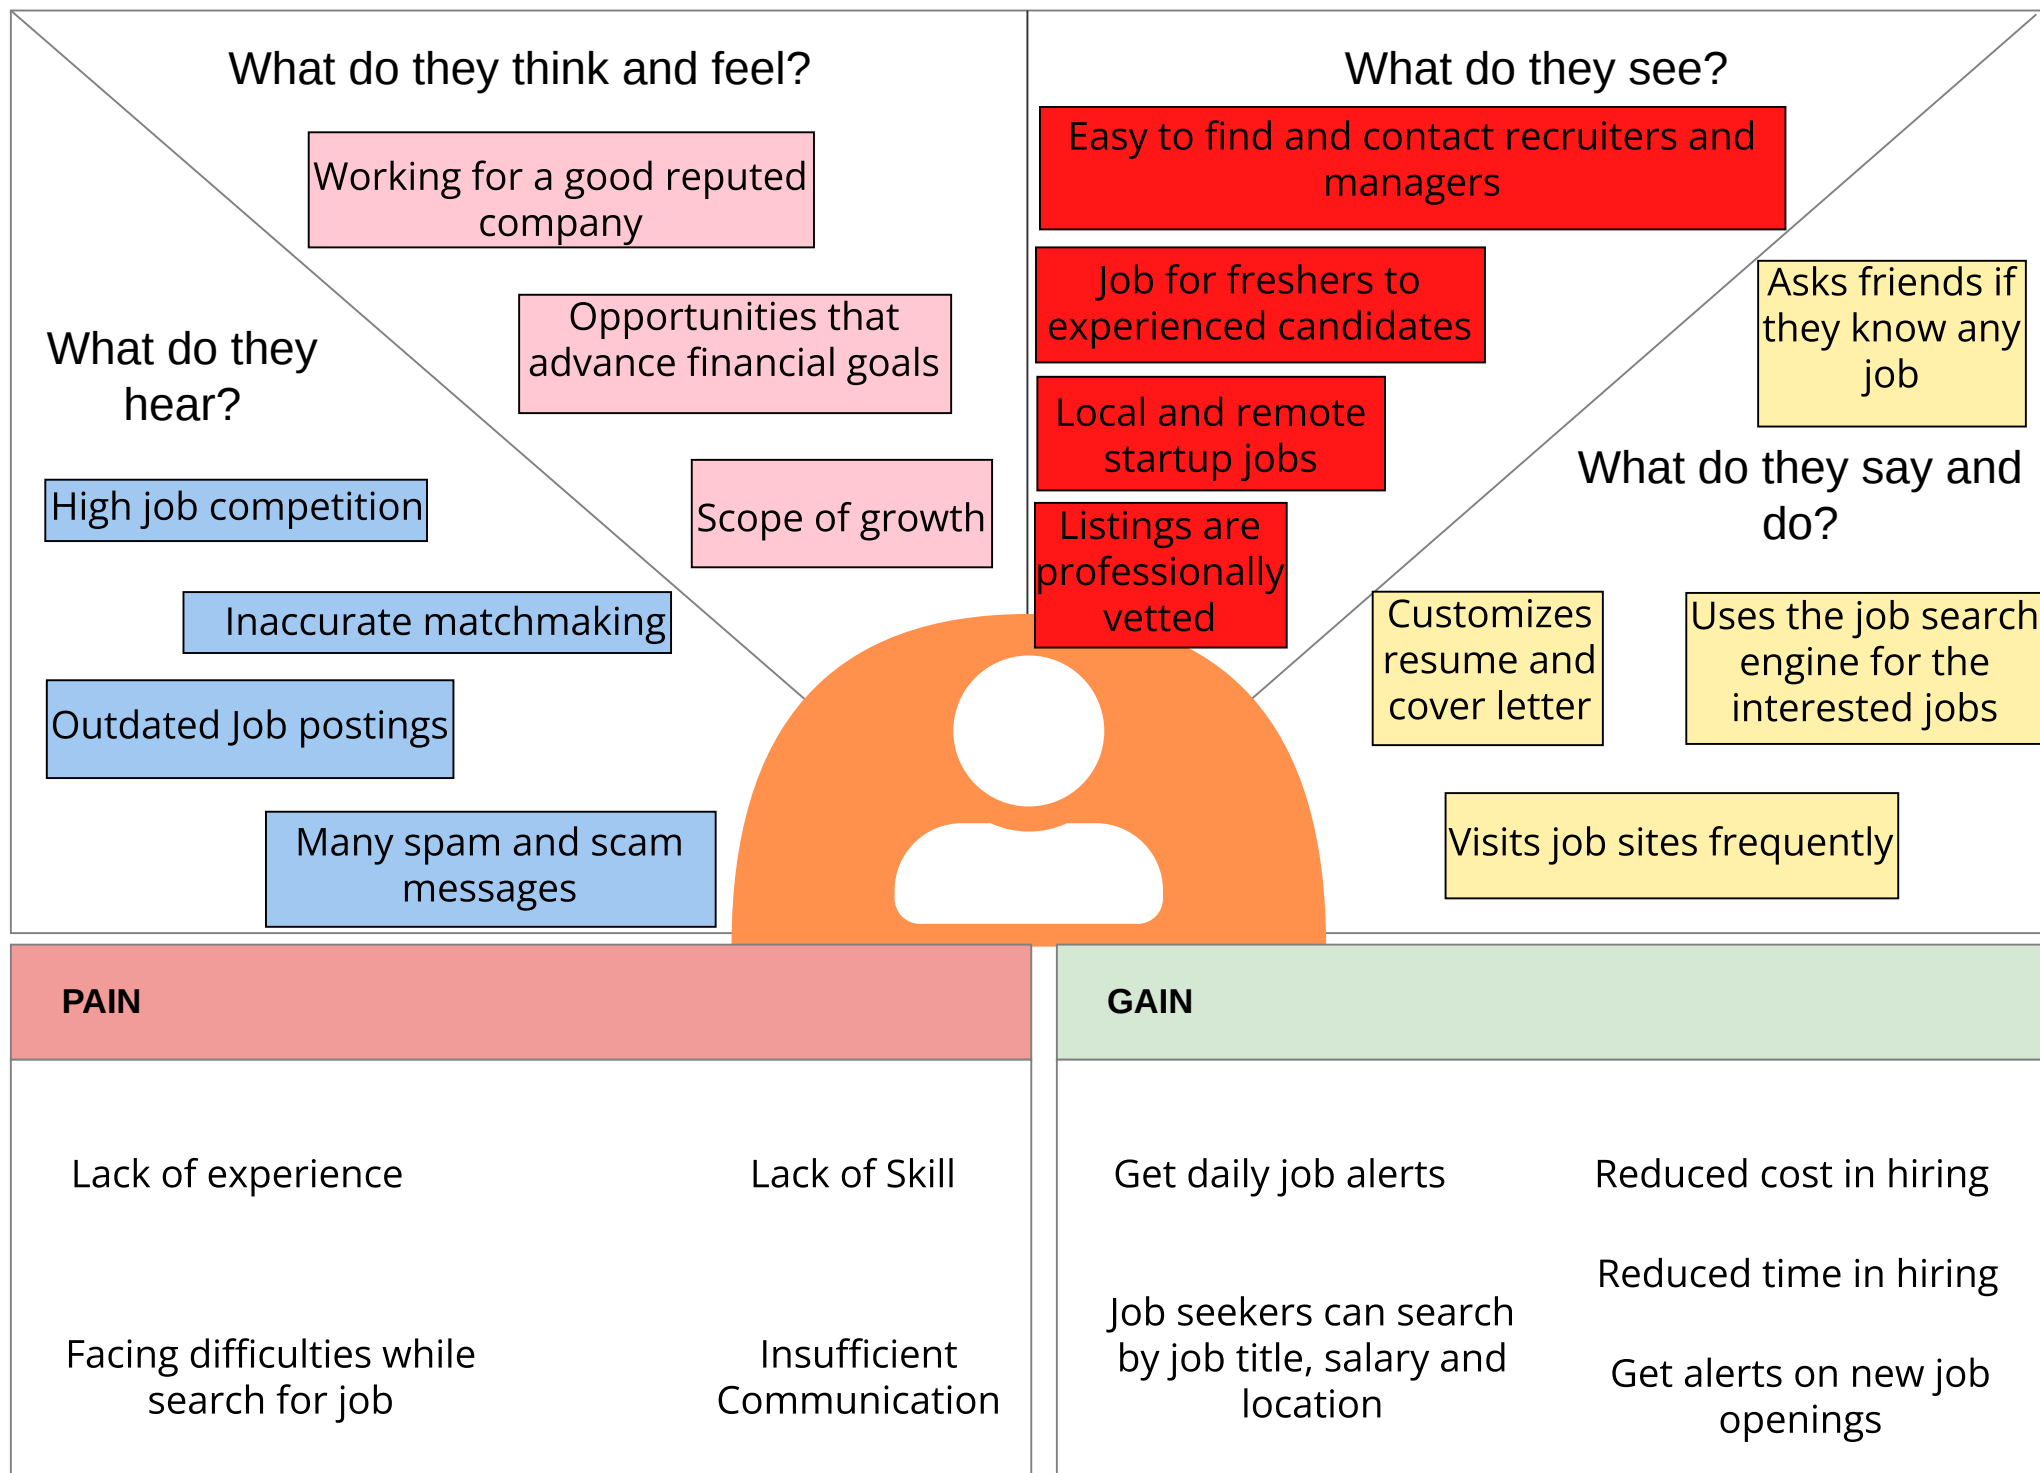 What do they think and feel?
Working for a good reputed
company
Opportunities that
advance financial goals
Scope of growth
What do they see?
Easy to find and contact recruiters and
managers
Job for freshers to
experienced candidates
Local and remote
startup jobs
Listings are
professionally
vetted
What do they
hear?
High job competition
Inaccurate matchmaking
Outdated Job postings
Many spam and scam
messages
Asks friends if
they know any
job
What do they say and
do?
Customizes
resume and
cover letter
Uses the job search
engine for the
interested jobs
Visits job sites frequently
PAIN
Lack of experience
Lack of Skill
Facing difficulties while
search for job
Insufficient
Communication
GAIN
Get daily job alerts
Reduced cost in hiring
Reduced time in hiring
Job seekers can search
by job title, salary and
location
Get alerts on new job
openings